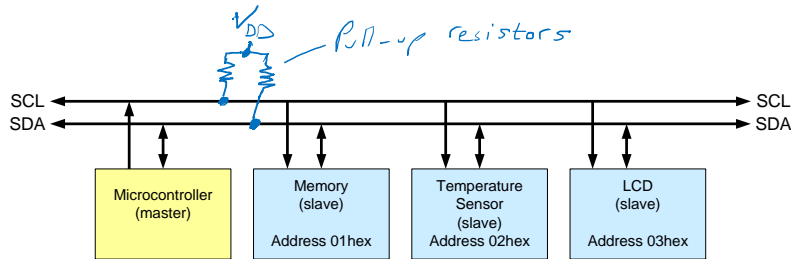 VDD
Pull-up resistors
SCL
SCL
SDA
SDA
Microcontroller
(master)
Memory
(slave)
Address 01hex
Temperature
Sensor
(slave)
Address 02hex
LCD
(slave)
Address 03hex